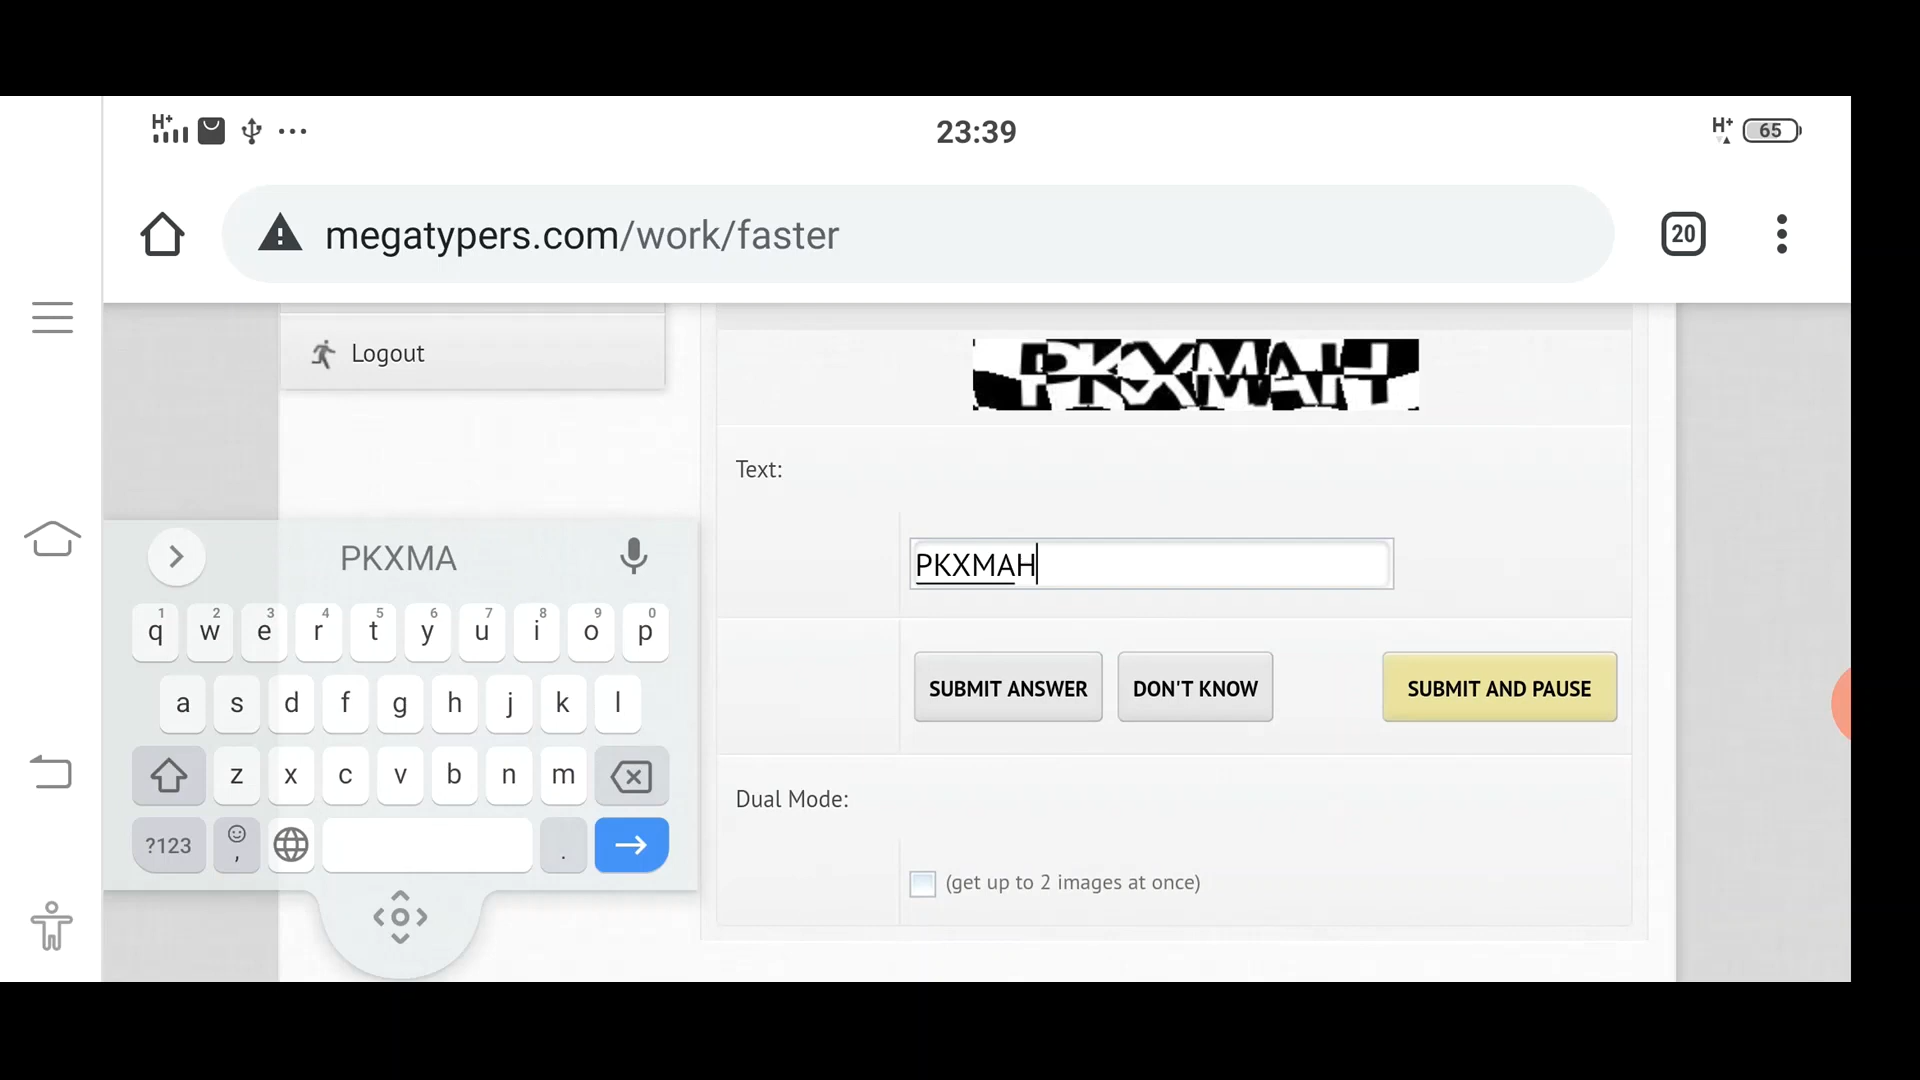 H+
23:39
H+
65
megatypers.com/work/faster
20
Logout
PKXMAH
Text:
PKXMAH
PKXMA
1 2 3 4 5 6 7 8 9 0
q w e r t y u i o p
a s d f g h j k l
z x c v b n m
?123 , .
SUBMIT ANSWER
DON'T KNOW
SUBMIT AND PAUSE
Dual Mode:
(get up to 2 images at once)